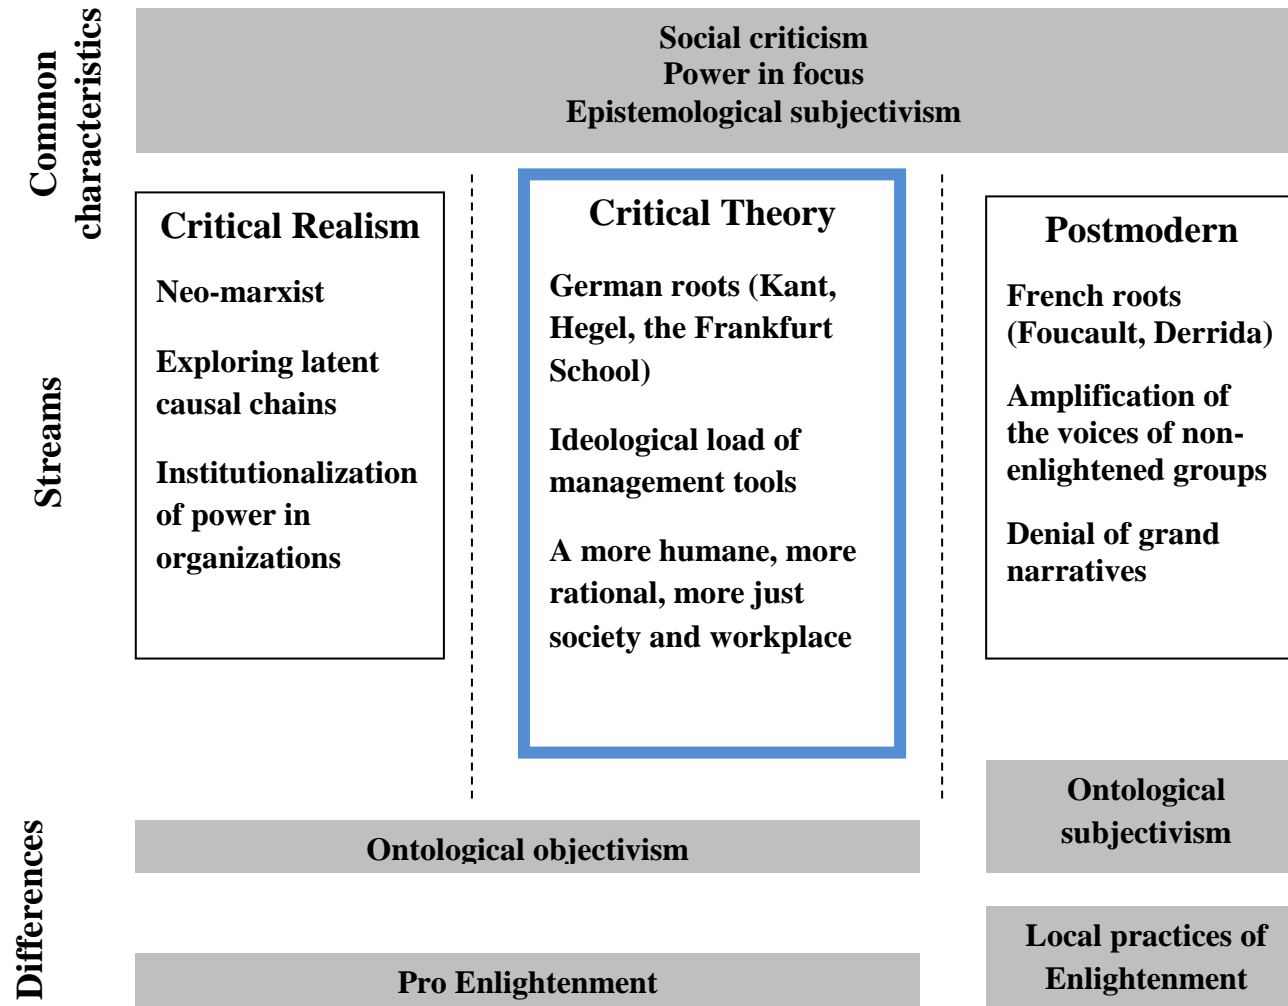 Common
characteristics
Social criticism
Power in focus
Epistemological subjectivism
Streams
Critical Realism
Neo-marxist
Exploring latent
causal chains
Institutionalization
of power in
organizations
Critical Theory
German roots (Kant,
Hegel, the Frankfurt
School)
Ideological load of
management tools
A more humane, more
rational, more just
society and workplace
Postmodern
French roots
(Foucault, Derrida)
Amplification of
the voices of non-
enlightened groups
Denial of grand
narratives
Differences
Ontological objectivism
Ontological
subjectivism
Pro Enlightenment
Local practices of
Enlightenment